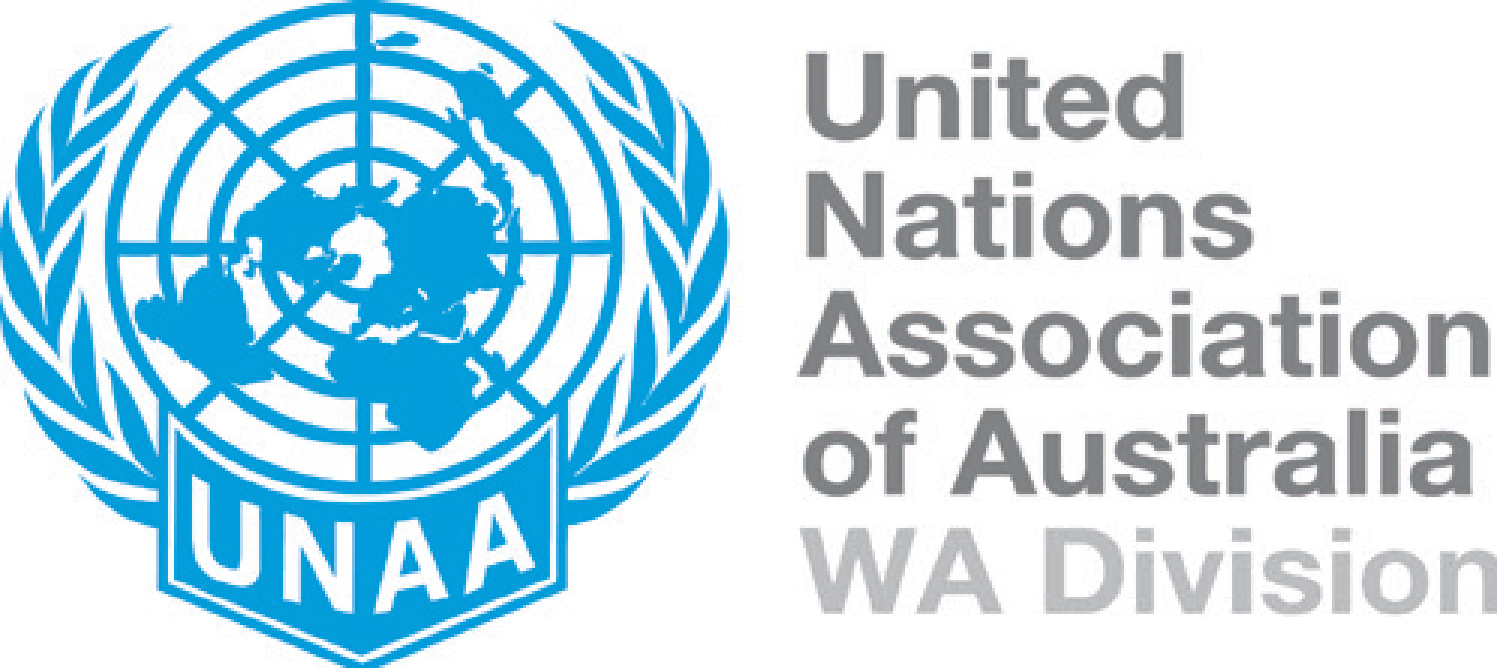 UNAA
United
Nations
Association
of Australia
WA Division